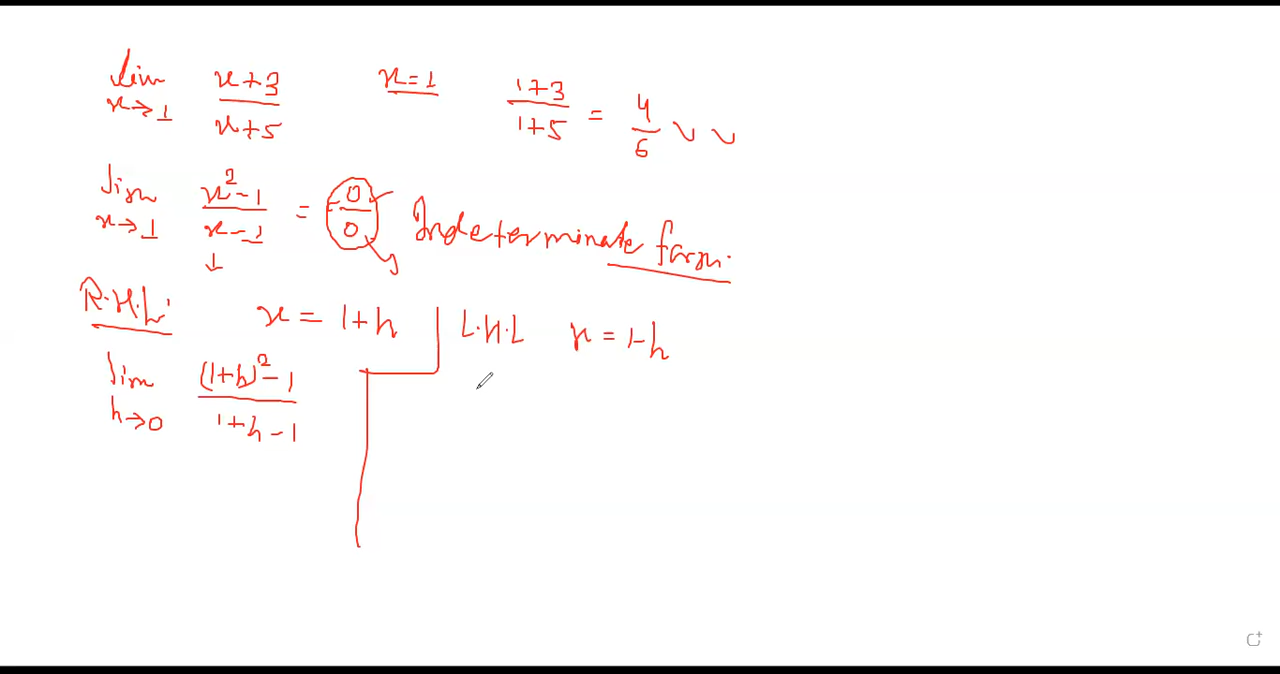 lim x→1 x+3/x+5 x=1 1+3/1+5 = 4/6
lim x→1 x²-1/x-1 = 0/0 Indeterminate form.
R.H.L. x = 1+h L.H.L x = 1-h
lim h→0 (1+h)²-1/1+h-1